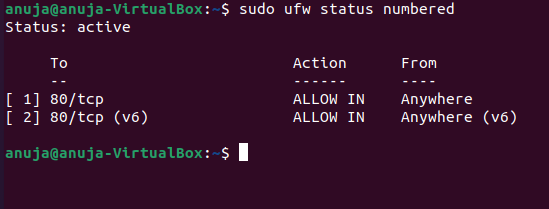 anuja@anuja-VirtualBox:~$ sudo ufw status numbered
Status: active

     To                         Action      From
     --                         ------      ----
[ 1] 80/tcp                     ALLOW IN    Anywhere
[ 2] 80/tcp (v6)                ALLOW IN    Anywhere (v6)

anuja@anuja-VirtualBox:~$